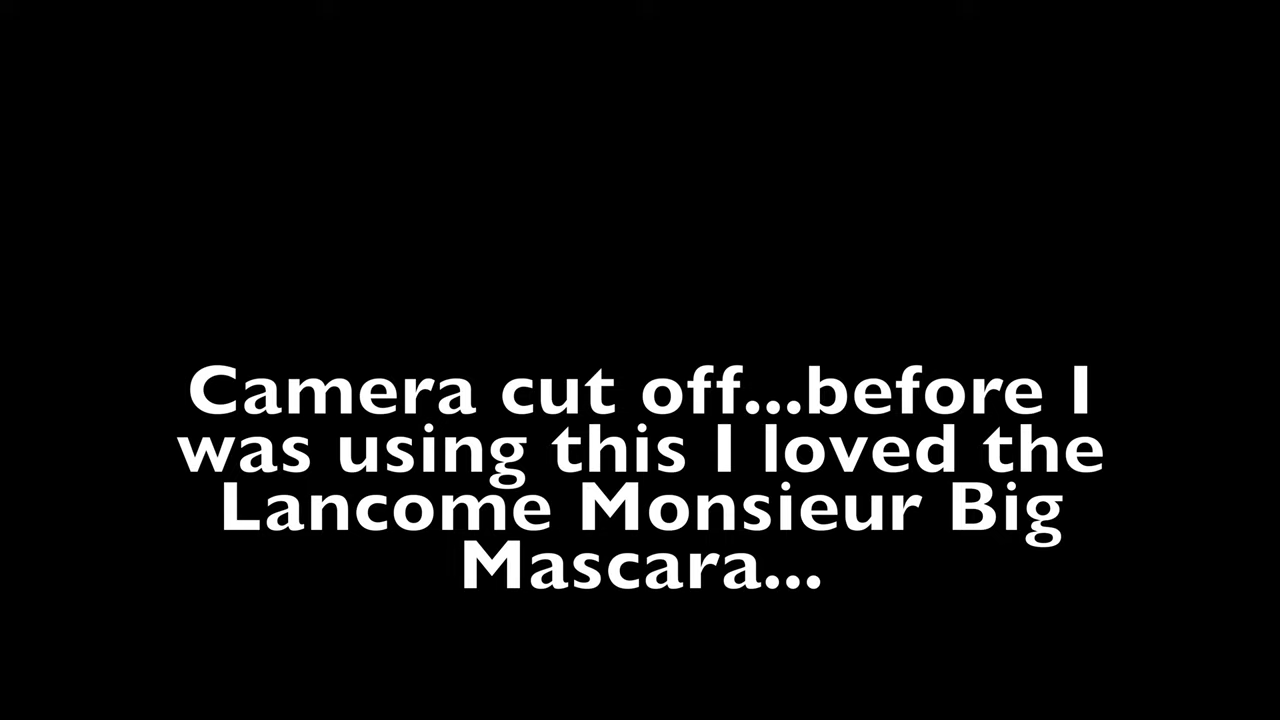 Camera cut off...before I
was using this I loved the
Lancome Monsieur Big
Mascara...